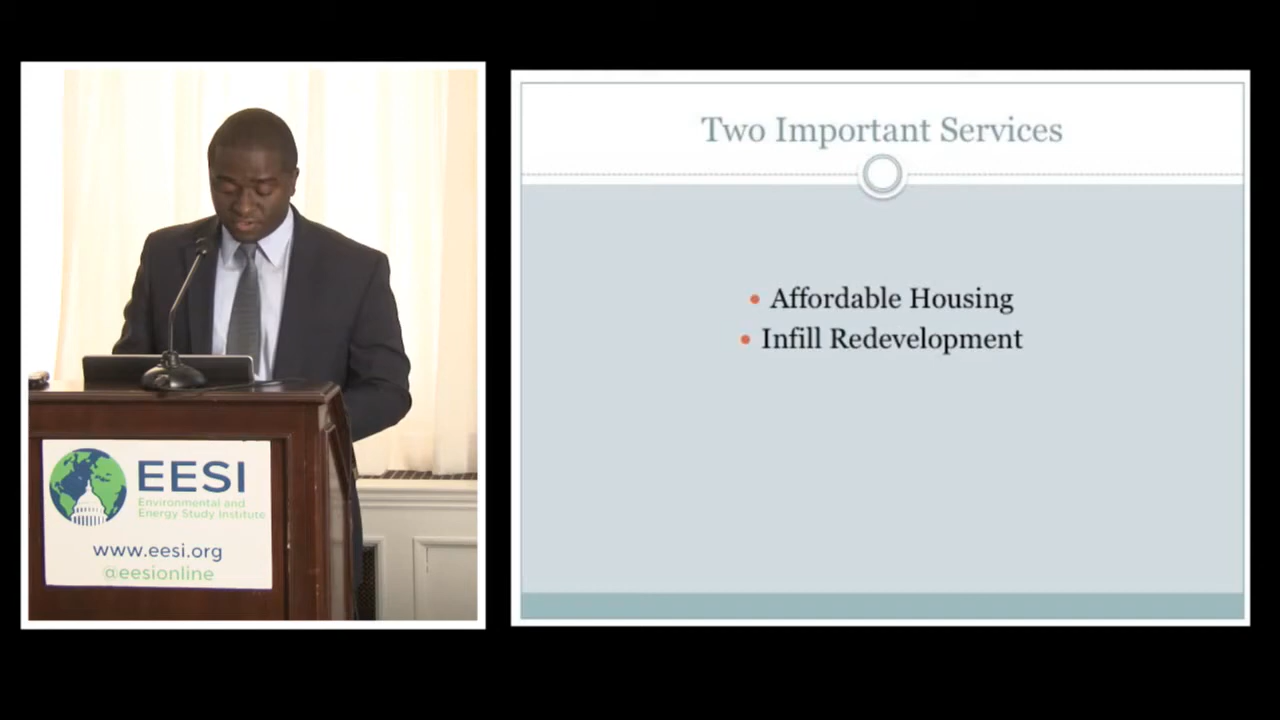 EESI
Environmental and
Energy Study Institute
www.eesi.org
@eesionline
Two Important Services
• Affordable Housing
• Infill Redevelopment